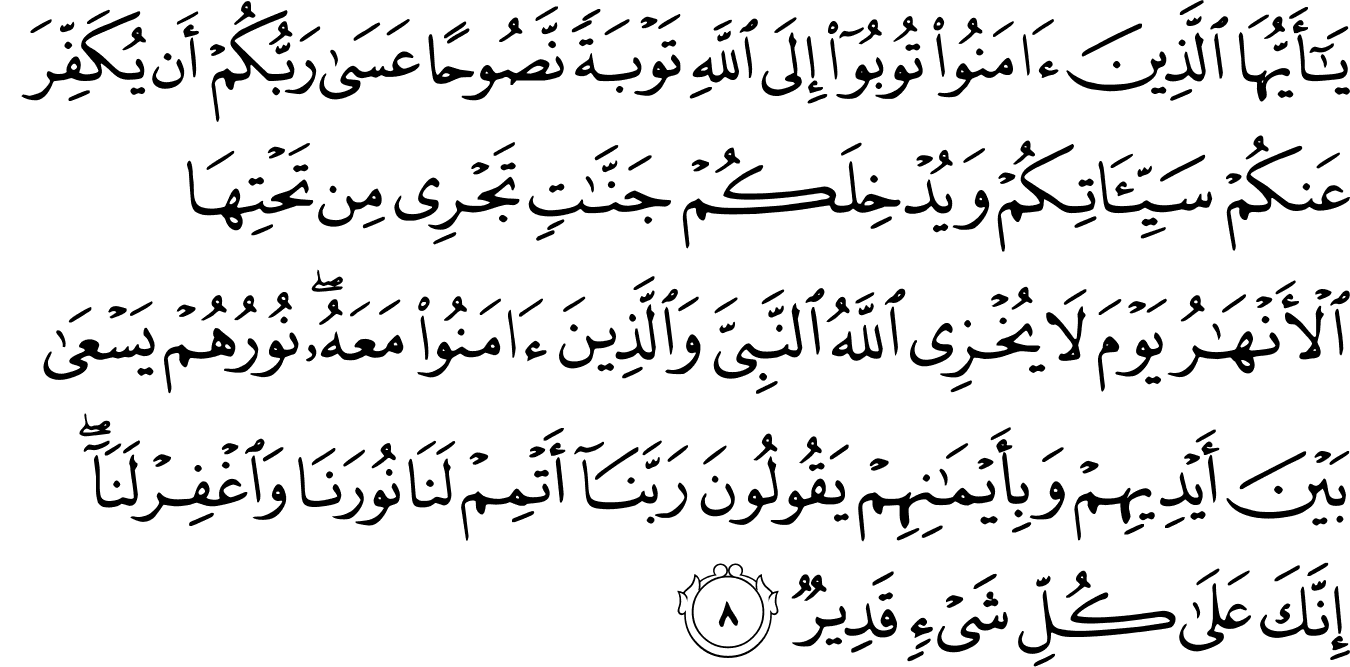 يَـٰٓأَيُّهَا ٱلَّذِينَ ءَامَنُوا۟ تُوبُوٓا۟ إِلَى ٱللَّهِ تَوْبَةً نَّصُوحًا عَسَىٰ رَبُّكُمْ أَن يُكَفِّرَ
عَنكُمْ سَيِّـَٔاتِكُمْ وَيُدْخِلَكُمْ جَنَّـٰتٍ تَجْرِى مِن تَحْتِهَا
ٱلْأَنْهَـٰرُ يَوْمَ لَا يُخْزِى ٱللَّهُ ٱلنَّبِىَّ وَٱلَّذِينَ ءَامَنُوا۟ مَعَهُۥ ۖ نُورُهُمْ يَسْعَىٰ
بَيْنَ أَيْدِيهِمْ وَبِأَيْمَـٰنِهِمْ يَقُولُونَ رَبَّنَآ أَتْمِمْ لَنَا نُورَنَا وَٱغْفِرْ لَنَآ ۖ
إِنَّكَ عَلَىٰ كُلِّ شَىْءٍ قَدِيرٌ ٨